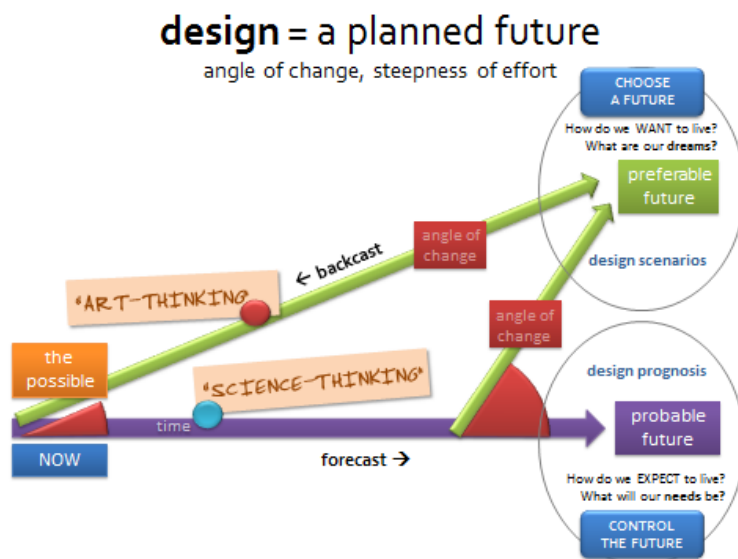 design = a planned future
angle of change, steepness of effort
CHOOSE
A FUTURE
How do we WANT to live?
What are our dreams?
preferable
future
angle of
change
← backcast
design scenarios
"ART-THINKING"
angle of
change
the
possible
"SCIENCE-THINKING"
design prognosis
time
probable
future
NOW
forecast →
How do we EXPECT to live?
What will our needs be?
CONTROL
THE FUTURE